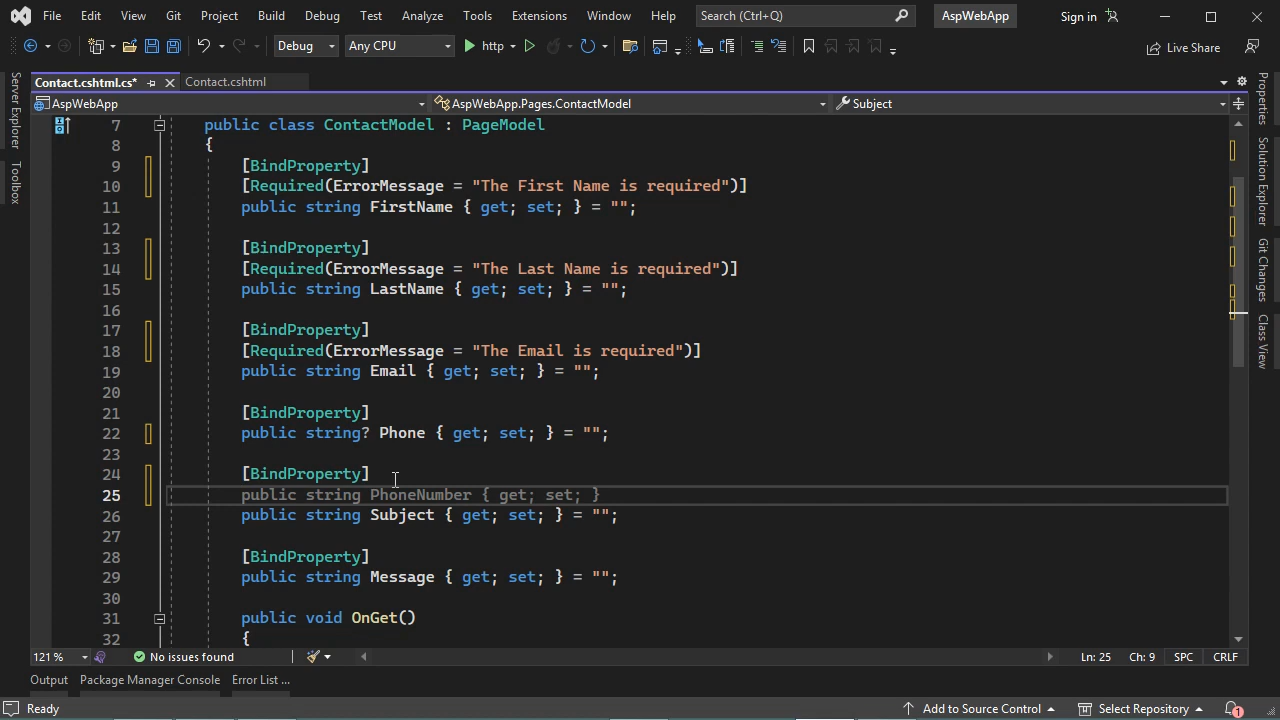 File Edit View Git Project Build Debug Test Analyze Tools Extensions Window Help Search (Ctrl+Q) AspWebApp Sign in
Debug Any CPU http Live Share
Contact.cshtml.cs* Contact.cshtml
AspWebApp AspWebApp.Pages.ContactModel Subject
Server Explorer
Toolbox
7 public class ContactModel : PageModel
8 {
9 [BindProperty]
10 [Required(ErrorMessage = "The First Name is required")]
11 public string FirstName { get; set; } = "";
12
13 [BindProperty]
14 [Required(ErrorMessage = "The Last Name is required")]
15 public string LastName { get; set; } = "";
16
17 [BindProperty]
18 [Required(ErrorMessage = "The Email is required")]
19 public string Email { get; set; } = "";
20
21 [BindProperty]
22 public string? Phone { get; set; } = "";
23
24 [BindProperty]
25 public string PhoneNumber { get; set; }
26 public string Subject { get; set; } = "";
27
28 [BindProperty]
29 public string Message { get; set; } = "";
30
31 public void OnGet()
32 {
Properties
Solution Explorer
Git Changes
Class View
121 % No issues found Ln: 25 Ch: 9 SPC CRLF
Output Package Manager Console Error List ...
Ready Add to Source Control Select Repository 1